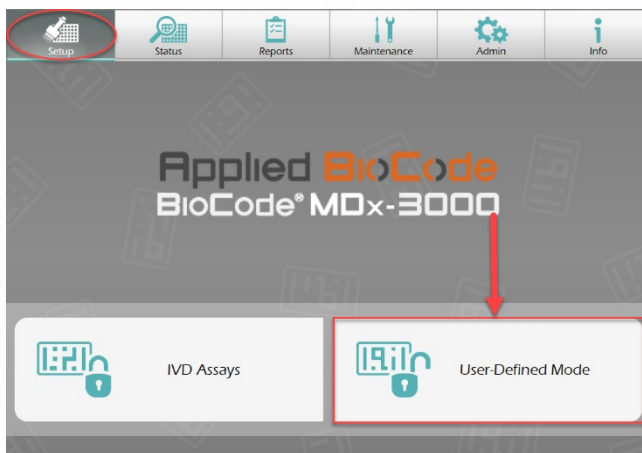 Setup Status Reports Maintenance Admin Info
Applied BioCode
BioCode® MDx-3000
IVD Assays User-Defined Mode